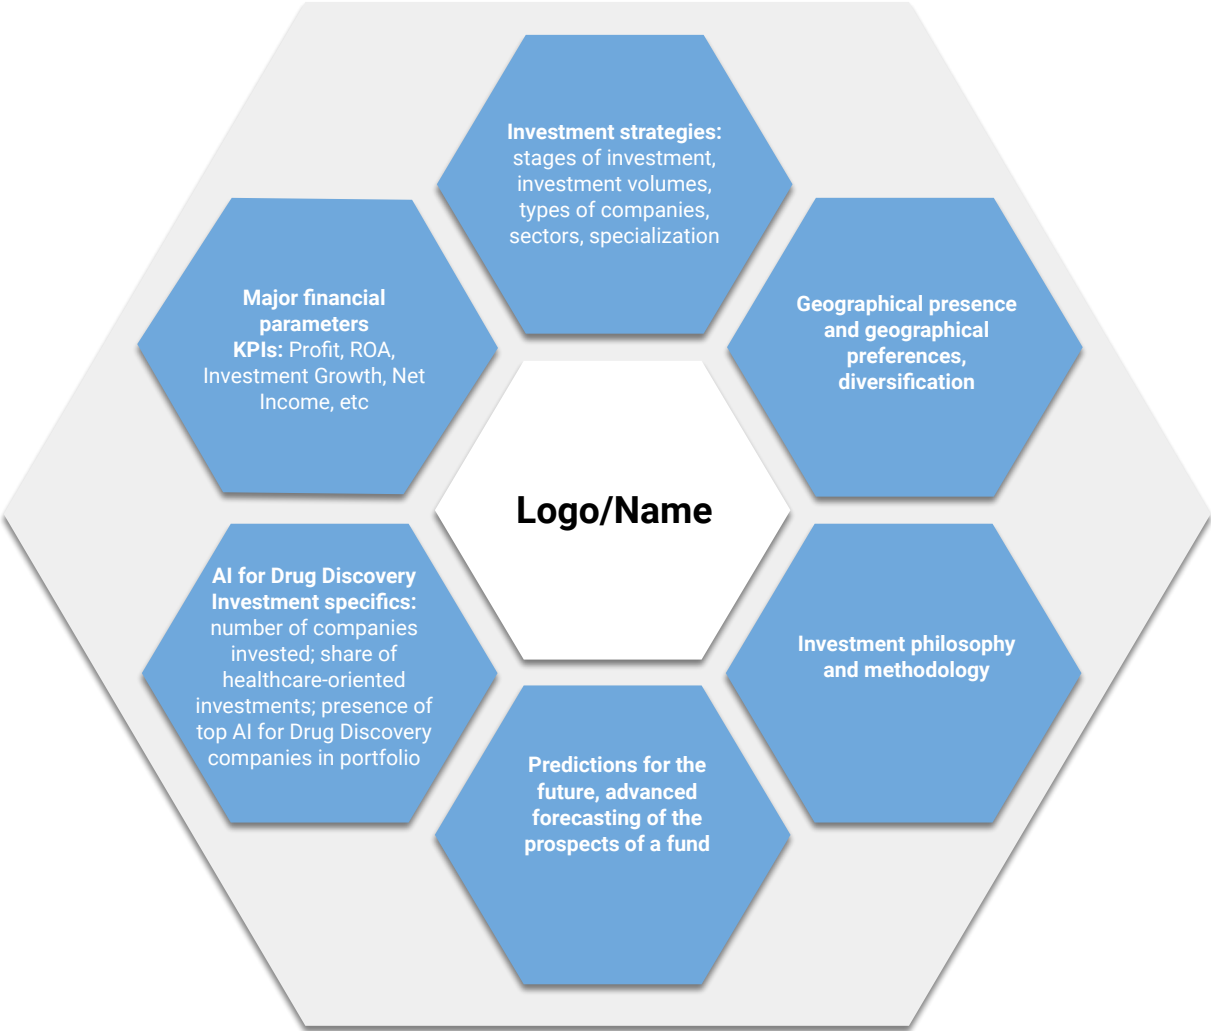 Investment strategies:
stages of investment,
investment volumes,
types of companies,
sectors, specialization
Major financial
parameters
KPIs: Profit, ROA,
Investment Growth, Net
Income, etc
Geographical presence
and geographical
preferences,
diversification
Logo/Name
AI for Drug Discovery
Investment specifics:
number of companies
invested; share of
healthcare-oriented
investments; presence of
top AI for Drug Discovery
companies in portfolio
Investment philosophy
and methodology
Predictions for the
future, advanced
forecasting of the
prospects of a fund